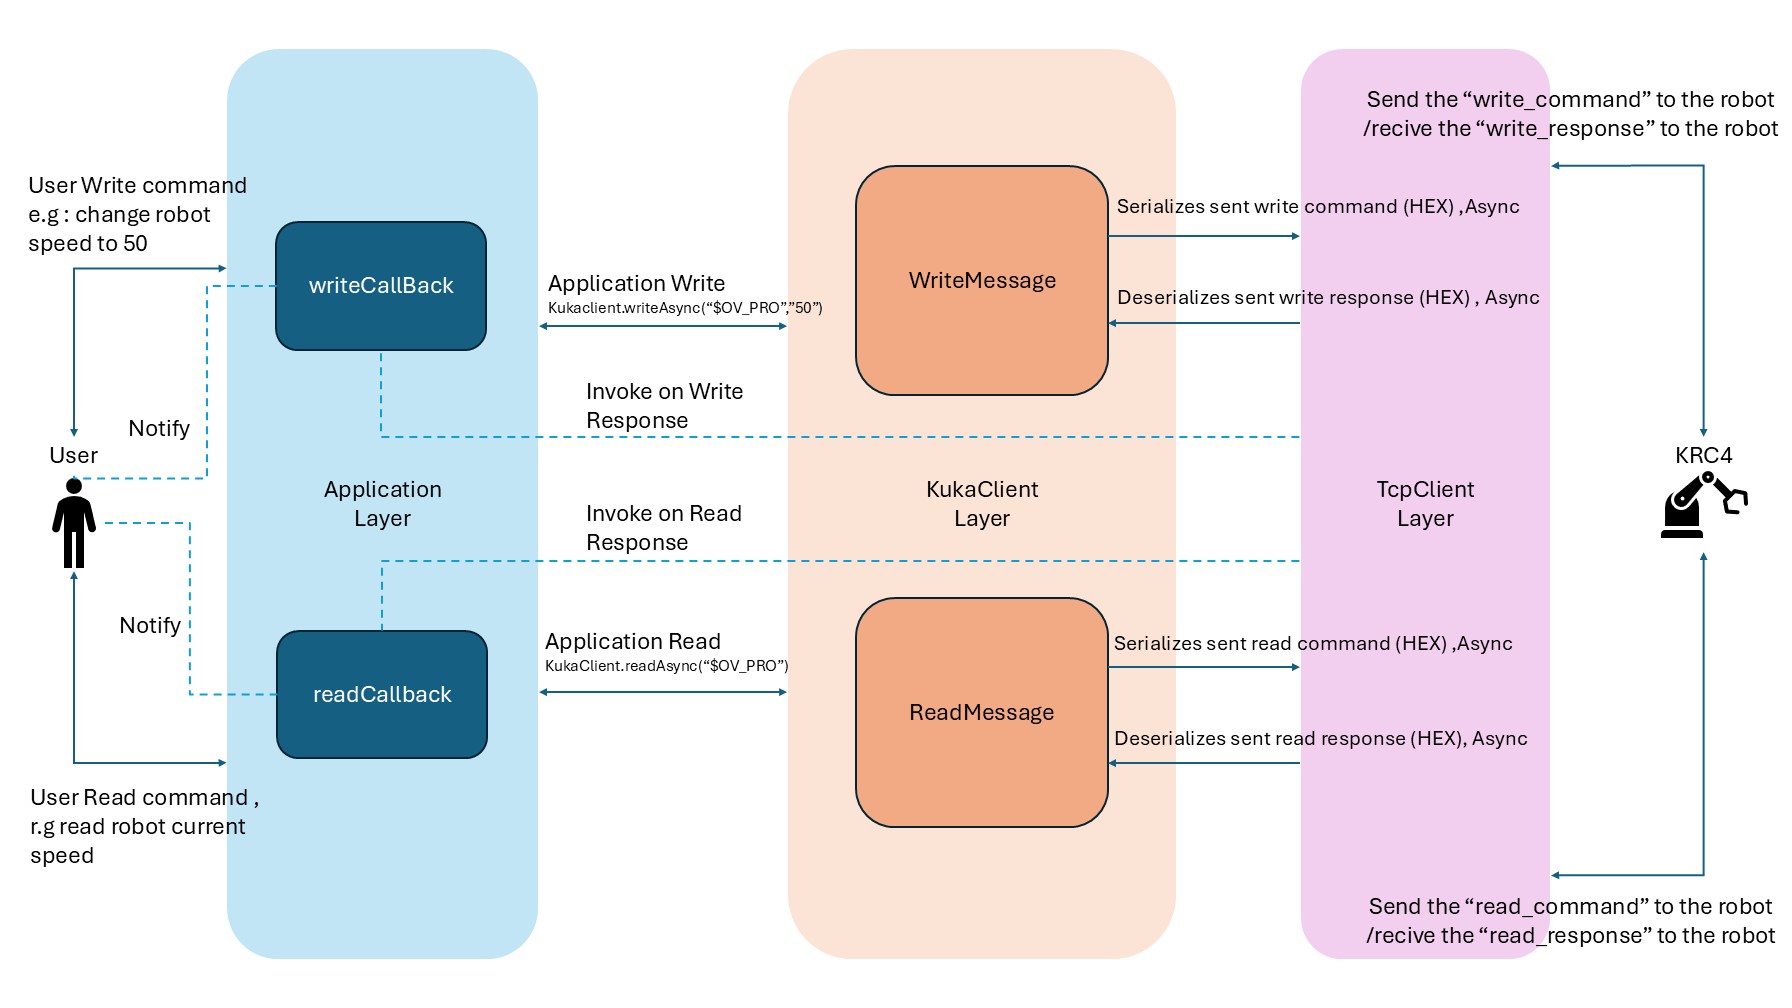 Send the “write_command” to the robot
/recive the “write_response” to the robot
User Write command
e.g : change robot
speed to 50
writeCallBack
Application Write
Kukaclient.writeAsync(“$OV_PRO”,”50”)
WriteMessage
Serializes sent write command (HEX) ,Async
Deserializes sent write response (HEX) , Async
Invoke on Write
Response
Notify
User
KRC4
Application
Layer
KukaClient
Layer
TcpClient
Layer
Invoke on Read
Response
Notify
readCallback
Application Read
KukaClient.readAsync(“$OV_PRO”)
ReadMessage
Serializes sent read command (HEX) ,Async
Deserializes sent read response (HEX), Async
User Read command ,
r.g read robot current
speed
Send the “read_command” to the robot
/recive the “read_response” to the robot